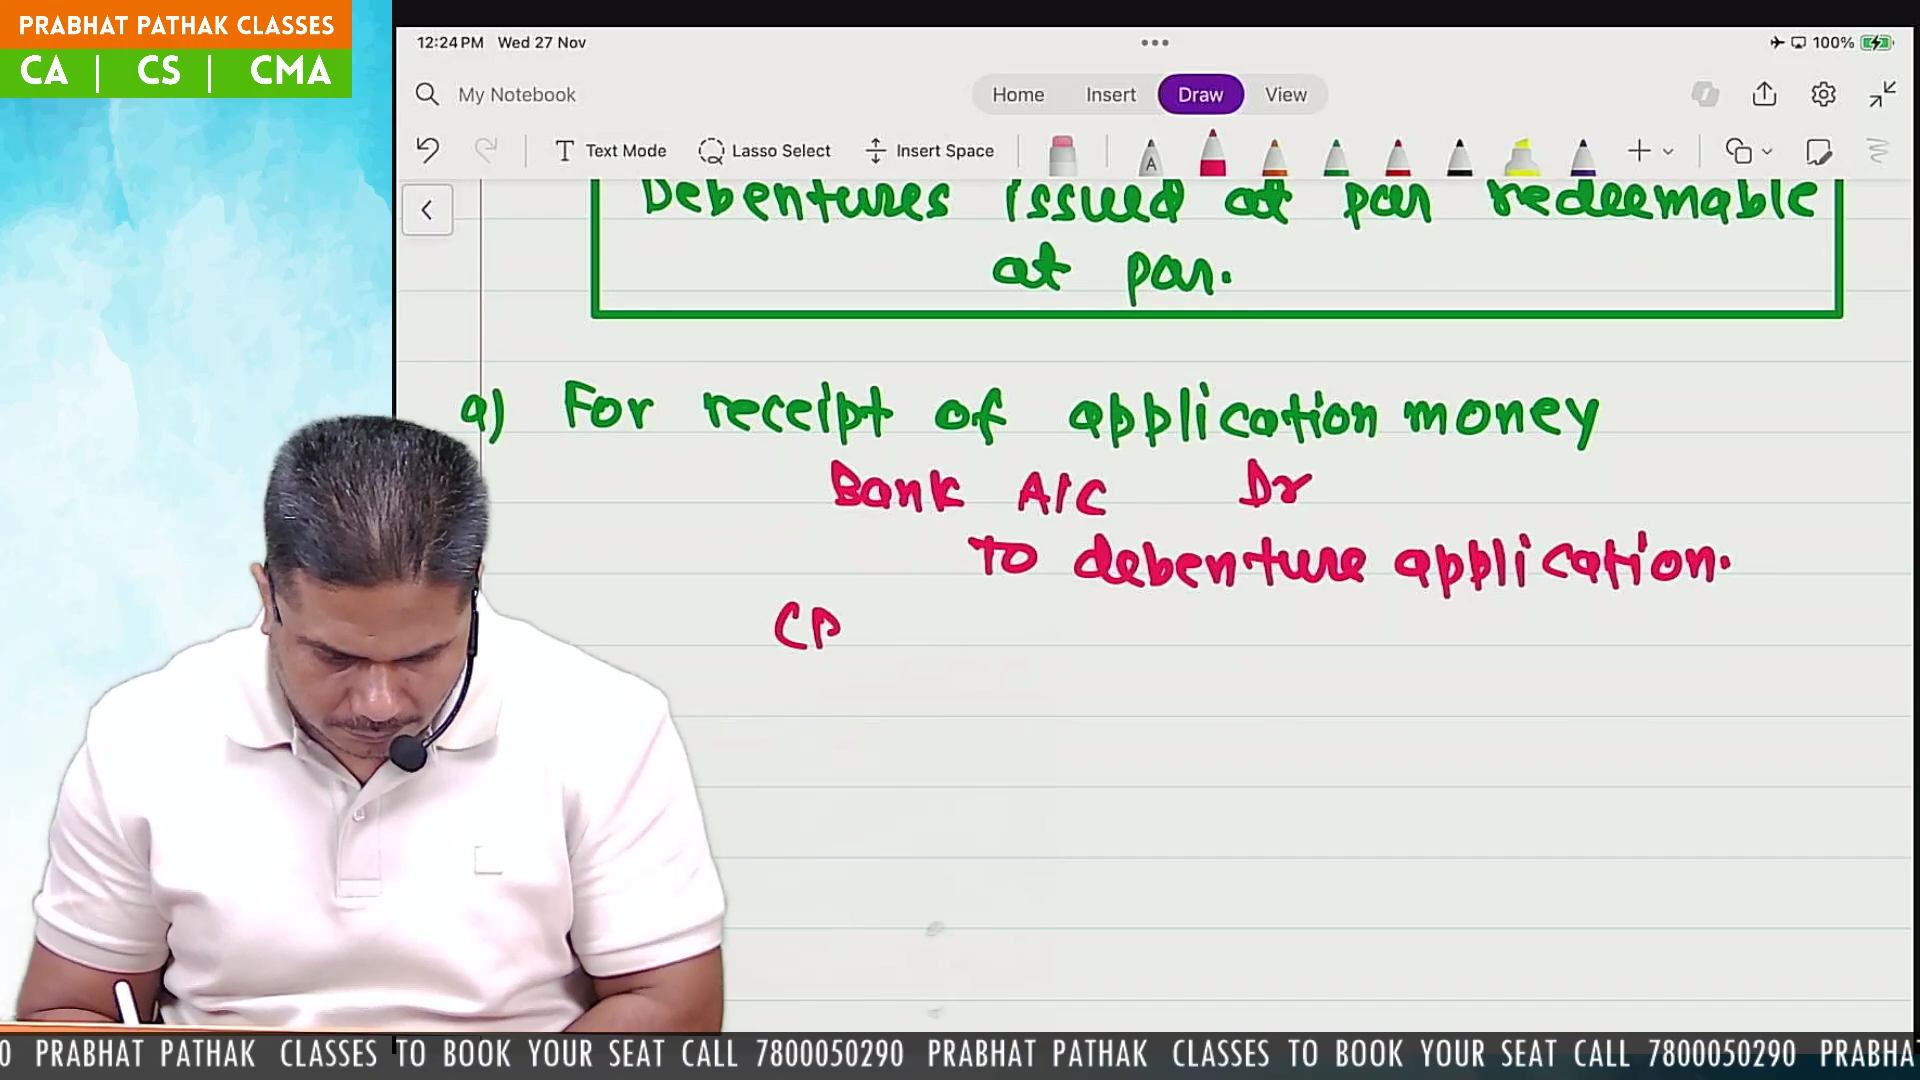 PRABHAT PATHAK CLASSES
CA | CS | CMA
12:24 PM Wed 27 Nov
100%
My Notebook
Home Insert Draw View
Text Mode Lasso Select Insert Space
A
Debentures issued at par redeemable
at par.
a) For receipt of application money
Bank A/C Dr
To debenture application.
0 PRABHAT PATHAK CLASSES TO BOOK YOUR SEAT CALL 7800050290 PRABHAT PATHAK CLASSES TO BOOK YOUR SEAT CALL 7800050290 PRABHA